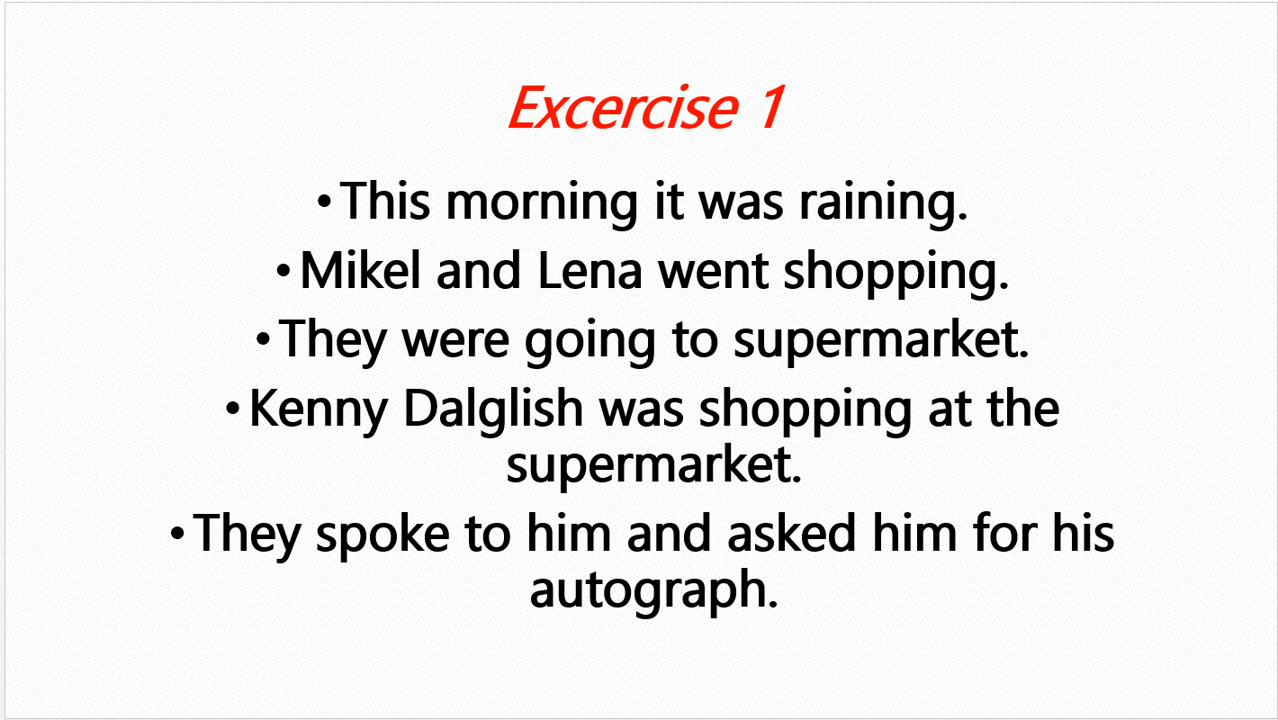 Excercise 1
•This morning it was raining.
•Mikel and Lena went shopping.
•They were going to supermarket.
•Kenny Dalglish was shopping at the
supermarket.
•They spoke to him and asked him for his
autograph.